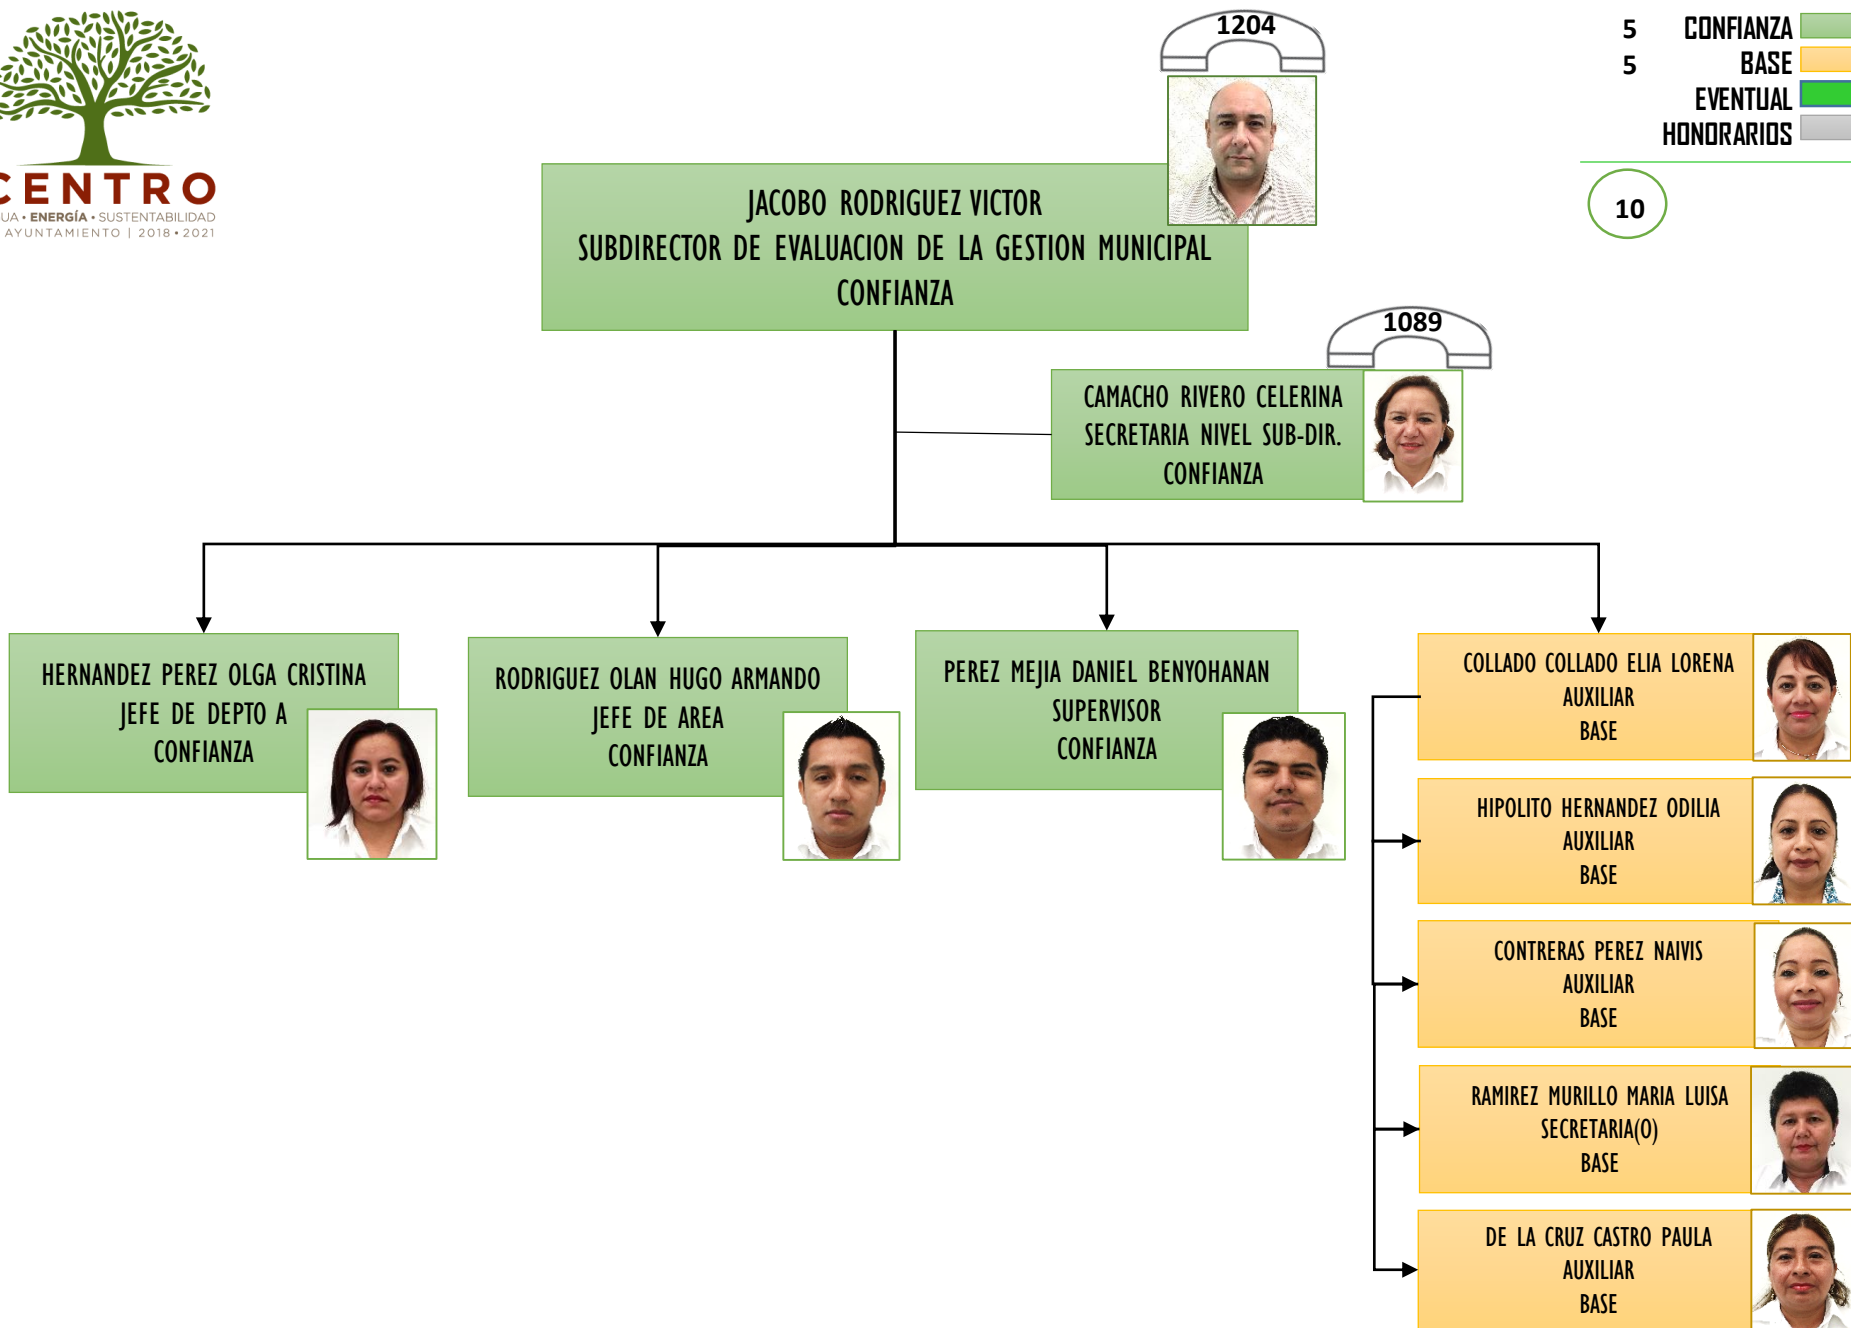 CENTRO
UA • ENERGÍA • SUSTENTABILIDAD
AYUNTAMIENTO | 2018 • 2021
1204
5 CONFIANZA
5 BASE
EVENTUAL
HONORARIOS
10
JACOBO RODRIGUEZ VICTOR
SUBDIRECTOR DE EVALUACION DE LA GESTION MUNICIPAL
CONFIANZA
1089
CAMACHO RIVERO CELERINA
SECRETARIA NIVEL SUB-DIR.
CONFIANZA
HERNANDEZ PEREZ OLGA CRISTINA
JEFE DE DEPTO A
CONFIANZA
RODRIGUEZ OLAN HUGO ARMANDO
JEFE DE AREA
CONFIANZA
PEREZ MEJIA DANIEL BENYOHANAN
SUPERVISOR
CONFIANZA
COLLADO COLLADO ELIA LORENA
AUXILIAR
BASE
HIPOLITO HERNANDEZ ODILIA
AUXILIAR
BASE
CONTRERAS PEREZ NAIVIS
AUXILIAR
BASE
RAMIREZ MURILLO MARIA LUISA
SECRETARIA(O)
BASE
DE LA CRUZ CASTRO PAULA
AUXILIAR
BASE